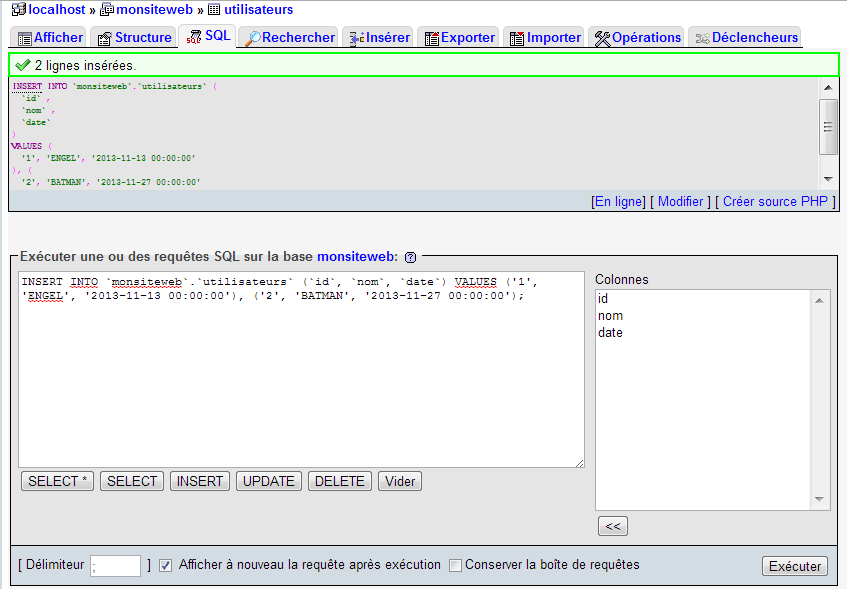 localhost » monsiteweb » utilisateurs
Afficher Structure SQL Rechercher Insérer Exporter Importer Opérations Déclencheurs
2 lignes insérées.
INSERT INTO `monsiteweb`.`utilisateurs` (
`id` ,
`nom` ,
`date`
)
VALUES (
'1', 'ENGEL', '2013-11-13 00:00:00'
), (
'2', 'BATMAN', '2013-11-27 00:00:00'
[En ligne] [ Modifier ] [ Créer source PHP ]
Exécuter une ou des requêtes SQL sur la base monsiteweb: ?
INSERT INTO `monsiteweb`.`utilisateurs` (`id`, `nom`, `date`) VALUES ('1',
'ENGEL', '2013-11-13 00:00:00'), ('2', 'BATMAN', '2013-11-27 00:00:00');
Colonnes
id
nom
date
SELECT * SELECT INSERT UPDATE DELETE Vider
<<
[ Délimiteur ; ] Afficher à nouveau la requête après exécution Conserver la boîte de requêtes Exécuter